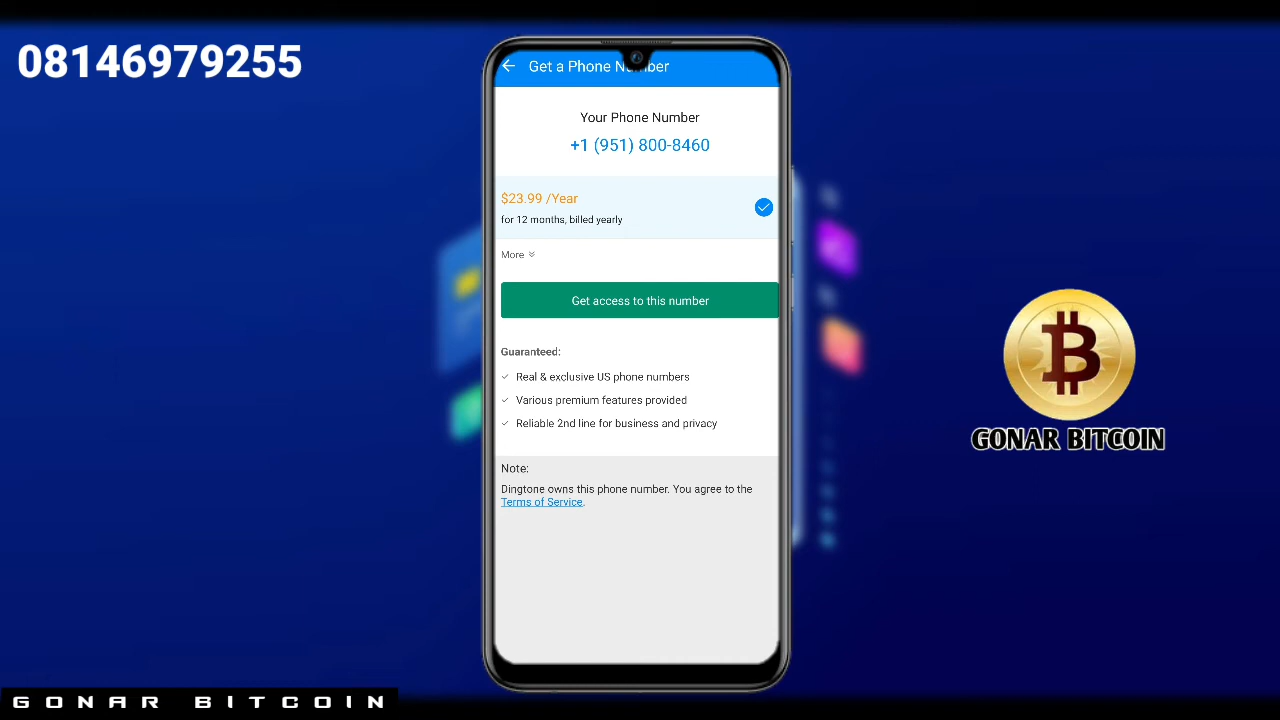 08146979255
Get a Phone Number
Your Phone Number
+1 (951) 800-8460
$23.99 /Year
for 12 months, billed yearly
More
Get access to this number
Guaranteed:
Real & exclusive US phone numbers
Various premium features provided
Reliable 2nd line for business and privacy
Note:
Dingtone owns this phone number. You agree to the
Terms of Service.
GONAR BITCOIN
GONAR BITCOIN